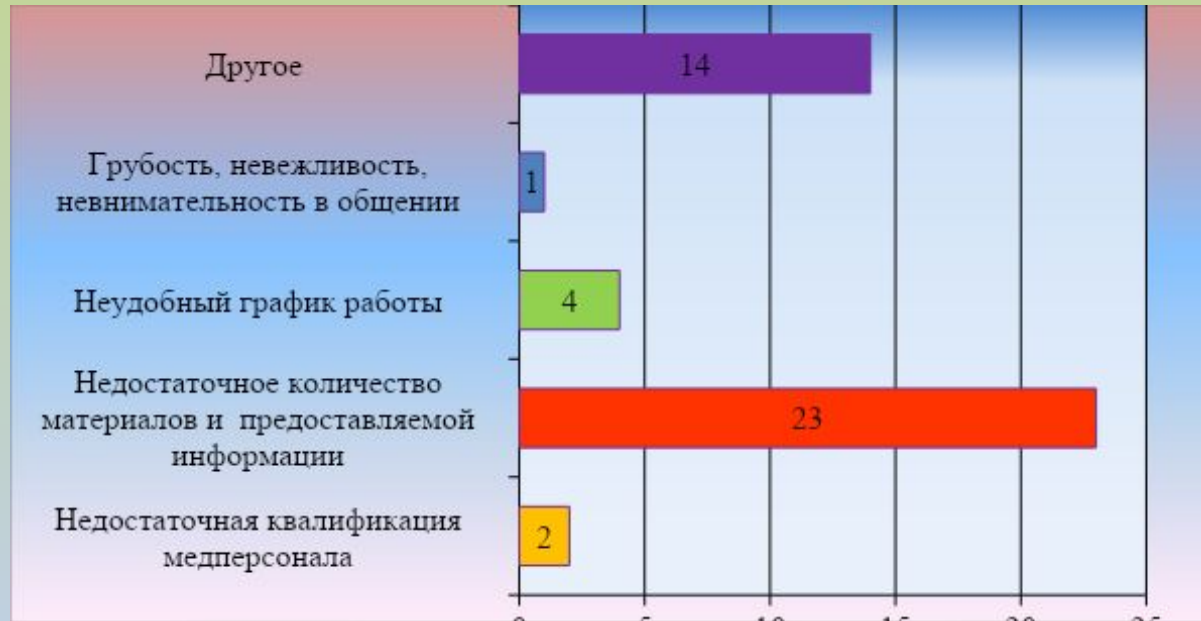 Другое
14
Грубость, невежливость,
невнимательность в общении
1
Неудобный график работы
4
Недостаточное количество
материалов и предоставляемой
информации
23
Недостаточная квалификация
медперсонала
2